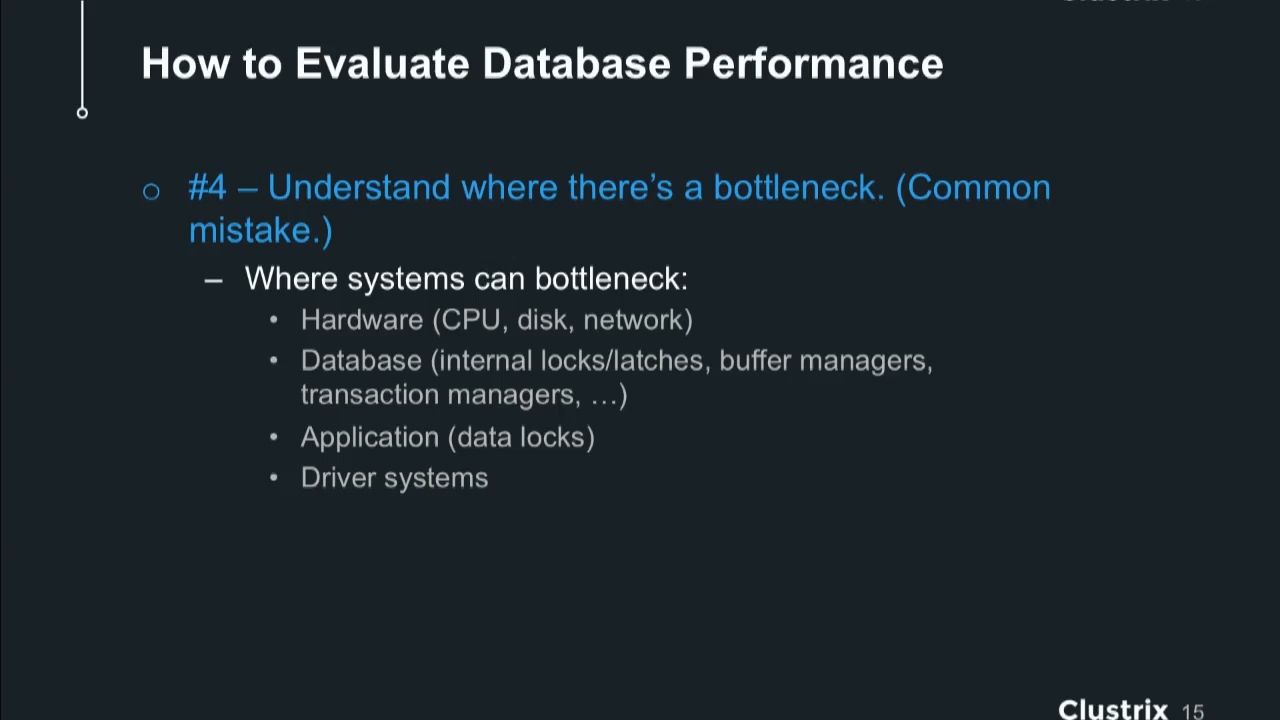 How to Evaluate Database Performance
o #4 – Understand where there’s a bottleneck. (Common
mistake.)
– Where systems can bottleneck:
• Hardware (CPU, disk, network)
• Database (internal locks/latches, buffer managers,
transaction managers, …)
• Application (data locks)
• Driver systems
Clustrix 15